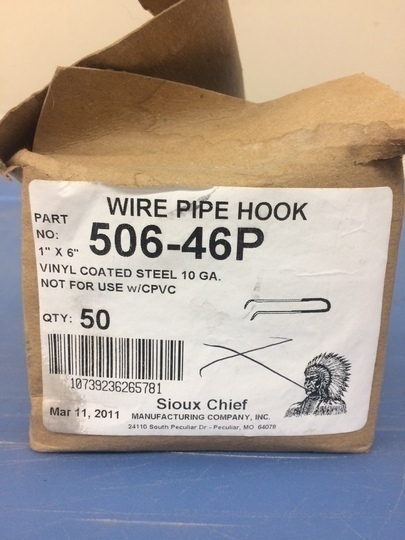 WIRE PIPE HOOK
PART
NO: 506-46P
1" X 6"
VINYL COATED STEEL 10 GA.
NOT FOR USE w/CPVC
QTY: 50
10739236265781
Mar 11, 2011
Sioux Chief
MANUFACTURING COMPANY, INC.
24110 South Peculiar Dr - Peculiar, MO 64078